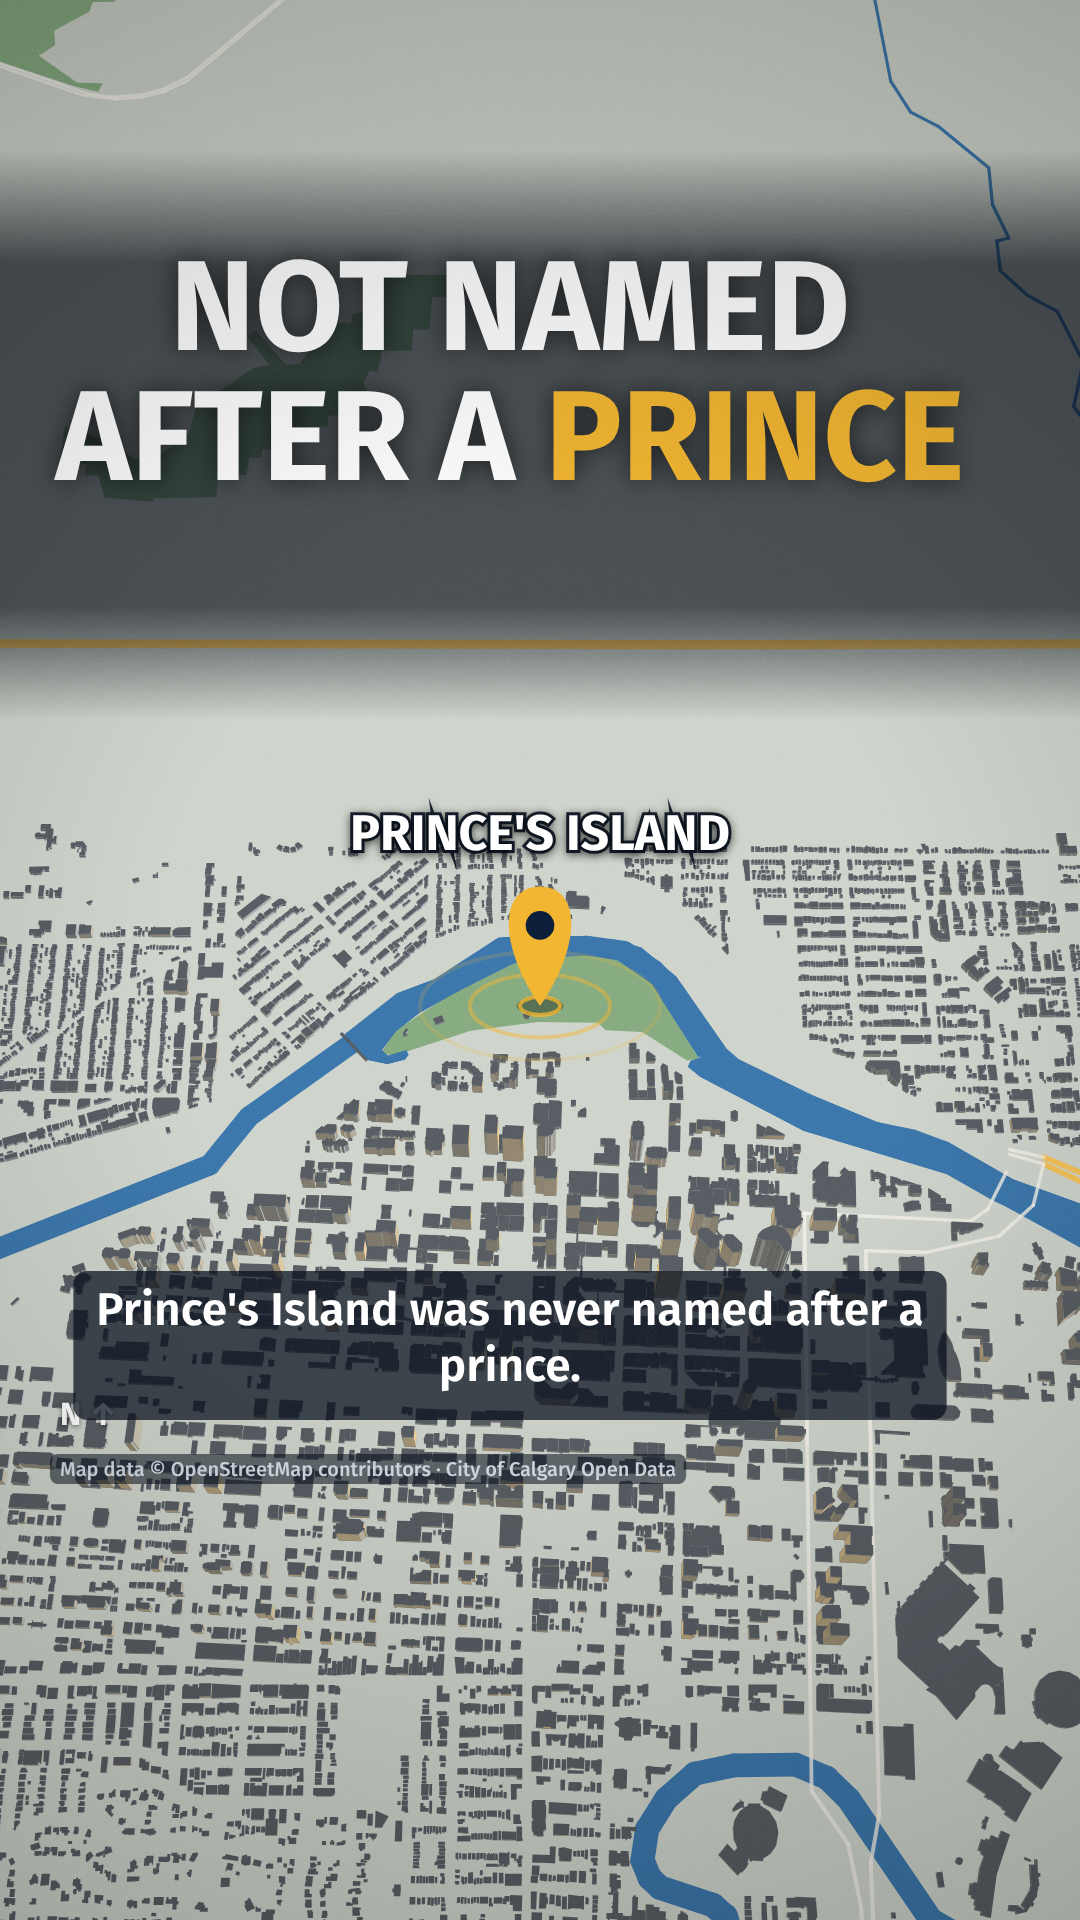 NOT NAMED
AFTER A PRINCE
PRINCE'S ISLAND
Prince's Island was never named after a
prince.
N ↑
Map data © OpenStreetMap contributors · City of Calgary Open Data